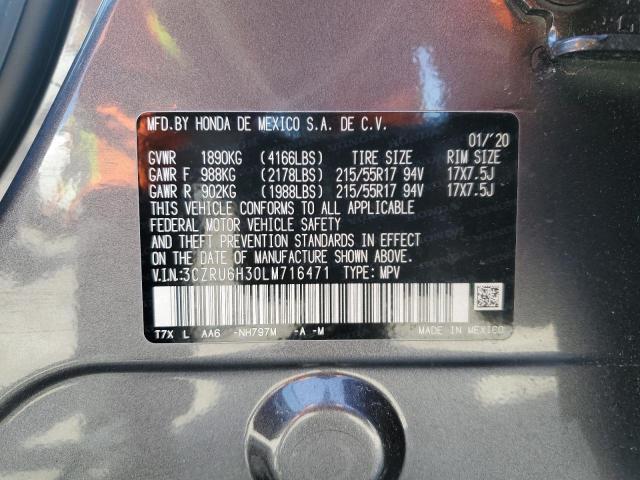 MFD.BY HONDA DE MEXICO S.A. DE C.V.
01/'20
GVWR 1890KG (4166LBS) TIRE SIZE RIM SIZE
GAWR F 988KG (2178LBS) 215/55R17 94V 17X7.5J
GAWR R 902KG (1988LBS) 215/55R17 94V 17X7.5J
THIS VEHICLE CONFORMS TO ALL APPLICABLE
FEDERAL MOTOR VEHICLE SAFETY
AND THEFT PREVENTION STANDARDS IN EFFECT
ON THE DATE OF MANUFACTURE SHOWN ABOVE.
V.I.N:3CZRU6H30LM716471 TYPE: MPV
T7X L AA6 -NH797M -A -M MADE IN MEXICO